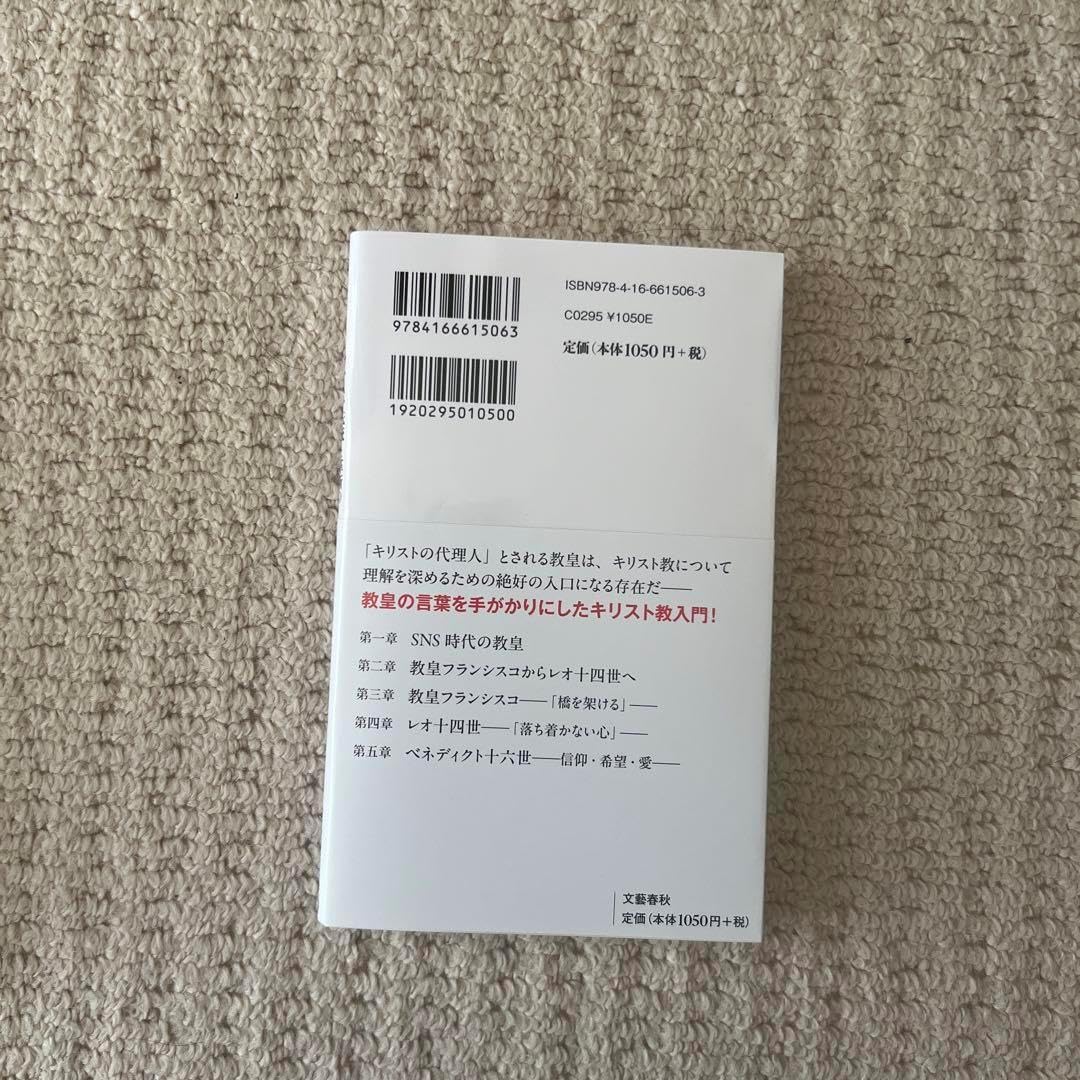 9784166615063
1920295010500
ISBN978-4-16-661506-3
C0295 ¥1050E
定価(本体1050円+税)
「キリストの代理人」とされる教皇は、キリスト教について
理解を深めるための絶好の入口になる存在だ——
教皇の言葉を手がかりにしたキリスト教入門!
第一章 SNS時代の教皇
第二章 教皇フランシスコからレオ十四世へ
第三章 教皇フランシスコ——「橋を架ける」——
第四章 レオ十四世——「落ち着かない心」——
第五章 ベネディクト十六世——信仰・希望・愛——
文藝春秋
定価(本体1050円+税)